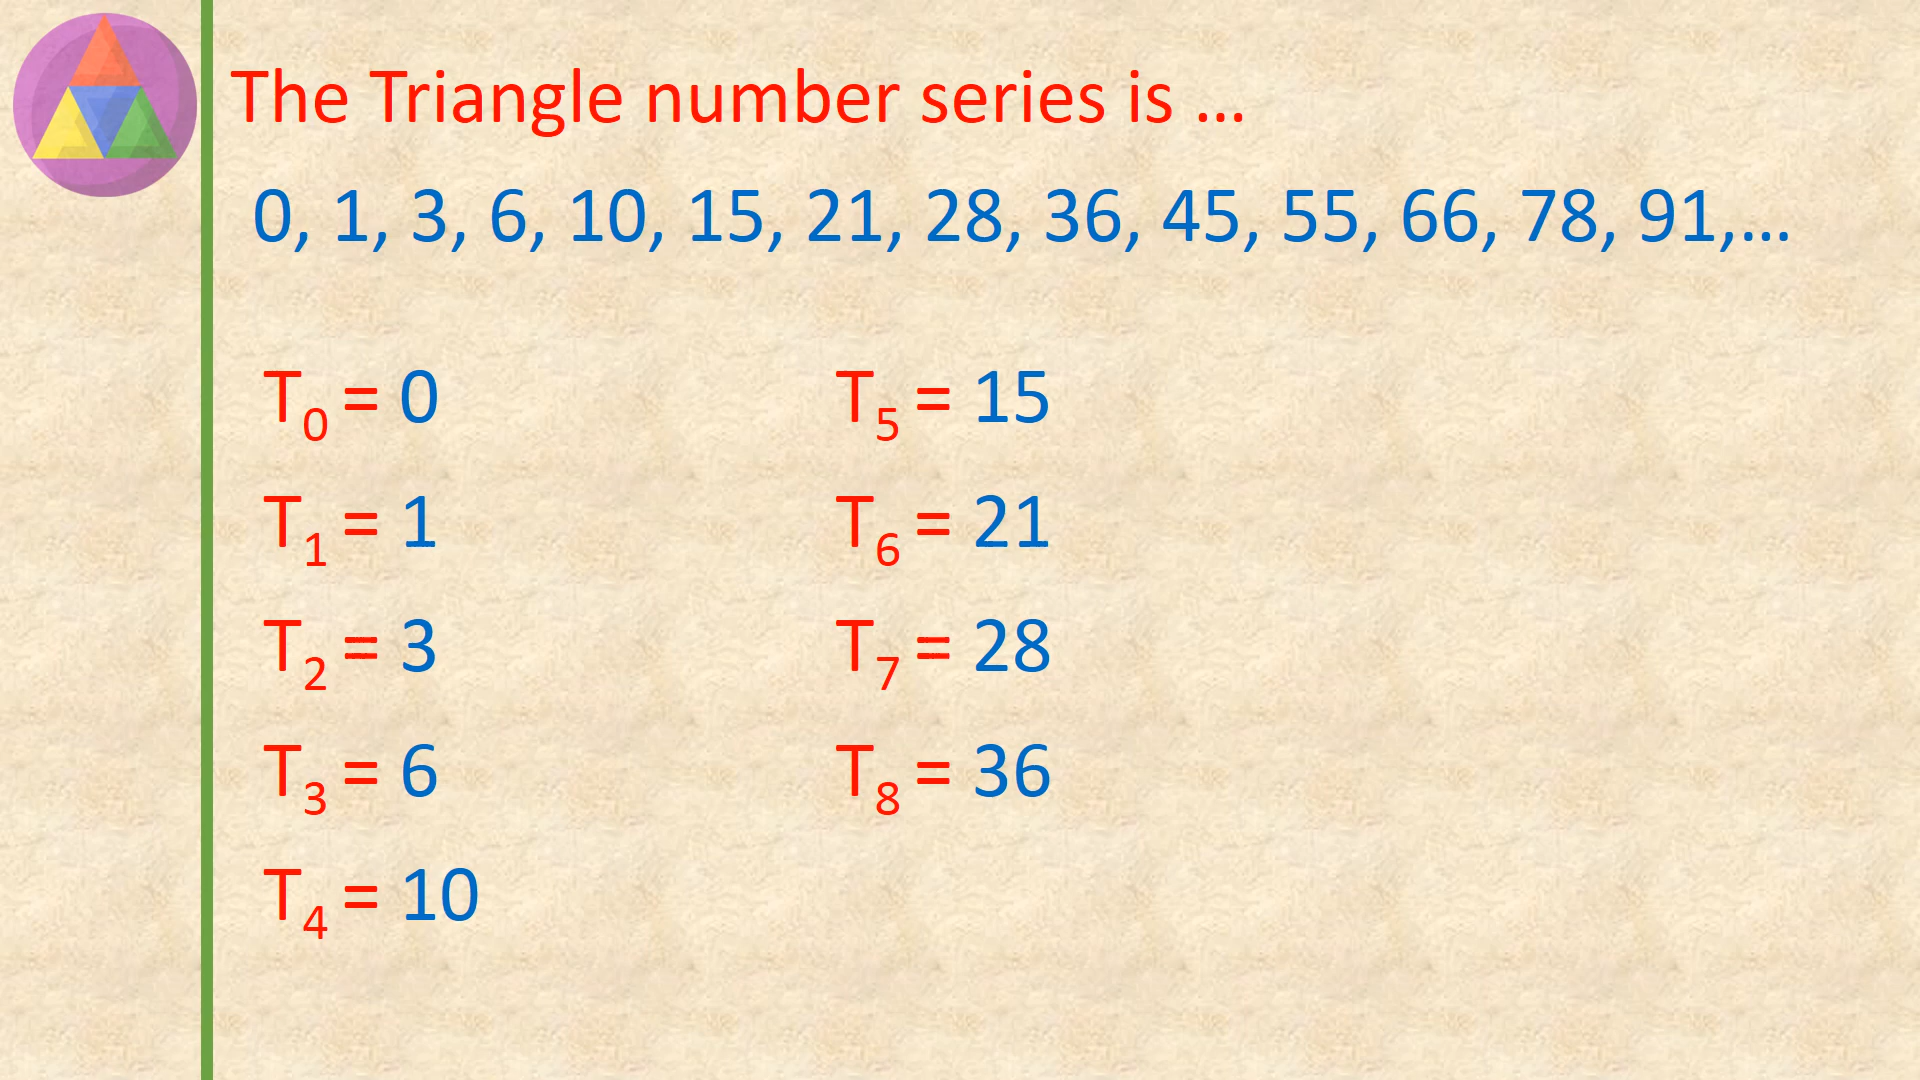 The Triangle number series is ...
0, 1, 3, 6, 10, 15, 21, 28, 36, 45, 55, 66, 78, 91,...
T₀ = 0
T₁ = 1
T₂ = 3
T₃ = 6
T₄ = 10
T₅ = 15
T₆ = 21
T₇ = 28
T₈ = 36